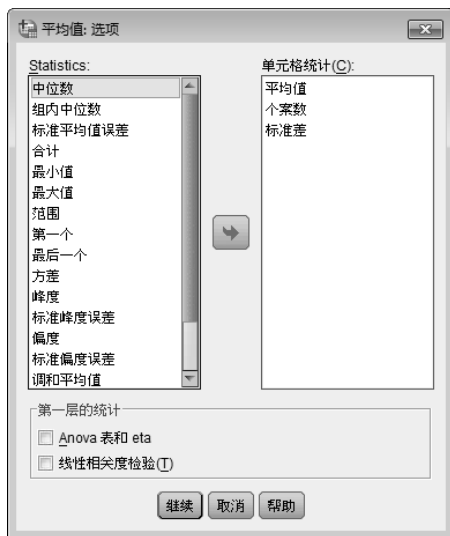 平均值: 选项
Statistics:
中位数
组内中位数
标准平均值误差
合计
最小值
最大值
范围
第一个
最后一个
方差
峰度
标准峰度误差
偏度
标准偏度误差
调和平均值
单元格统计(C):
平均值
个案数
标准差
第一层的统计
Anova 表和 eta
线性相关度检验(T)
继续 取消 帮助